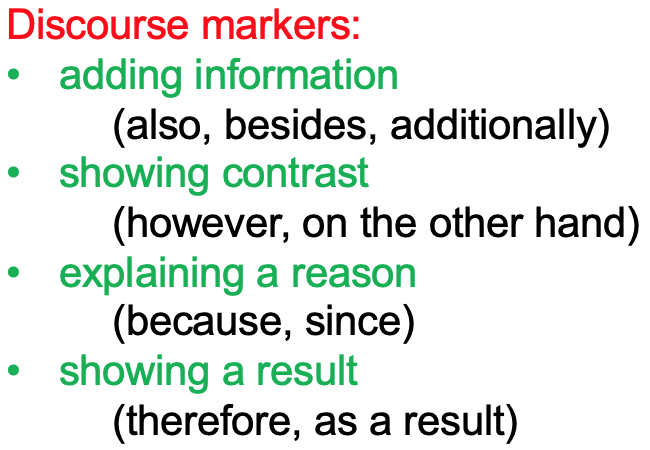 Discourse markers:
• adding information
(also, besides, additionally)
• showing contrast
(however, on the other hand)
• explaining a reason
(because, since)
• showing a result
(therefore, as a result)